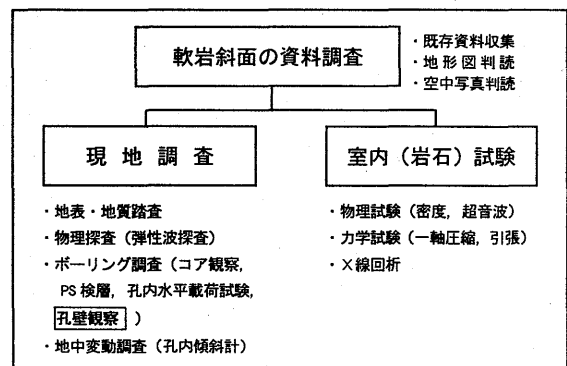 軟岩斜面の資料調査
・既存資料収集
・地形図判読
・空中写真判読
現地調査
・地表・地質踏査
・物理探査（弾性波探査）
・ボーリング調査（コア観察，
PS検層，孔内水平載荷試験，
孔壁観察）
・地中変動調査（孔内傾斜計）
室内（岩石）試験
・物理試験（密度，超音波）
・力学試験（一軸圧縮，引張）
・X線回析